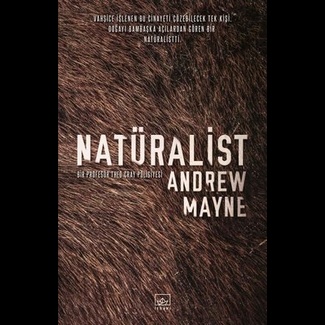 VAHŞİCE İŞLENEN BU CİNAYETİ ÇÖZEBİLECEK TEK KİŞİ,
DOĞAYI BAMBAŞKA AÇILARDAN GÖREN BİR
NATÜRALİSTTİ.
NATÜRALİST
BİR PROFESÖR THEO CRAY POLİSİYESİ
ANDREW
MAYNE
İTHAKİ